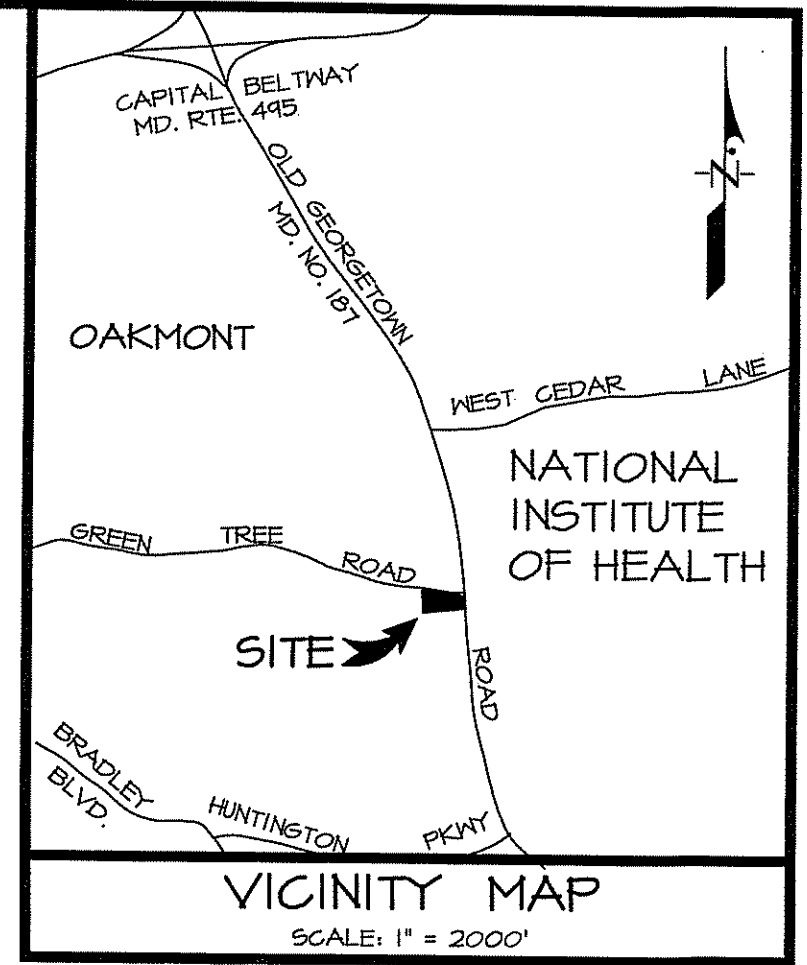 CAPITAL BELTWAY
MD. RTE. 495
OLD GEORGETOWN
MD. NO. 187
N
OAKMONT
WEST CEDAR LANE
NATIONAL
INSTITUTE
OF HEALTH
GREEN TREE ROAD
SITE
ROAD
BRADLEY
BLVD.
HUNTINGTON PKWY
VICINITY MAP
SCALE: 1" = 2000'